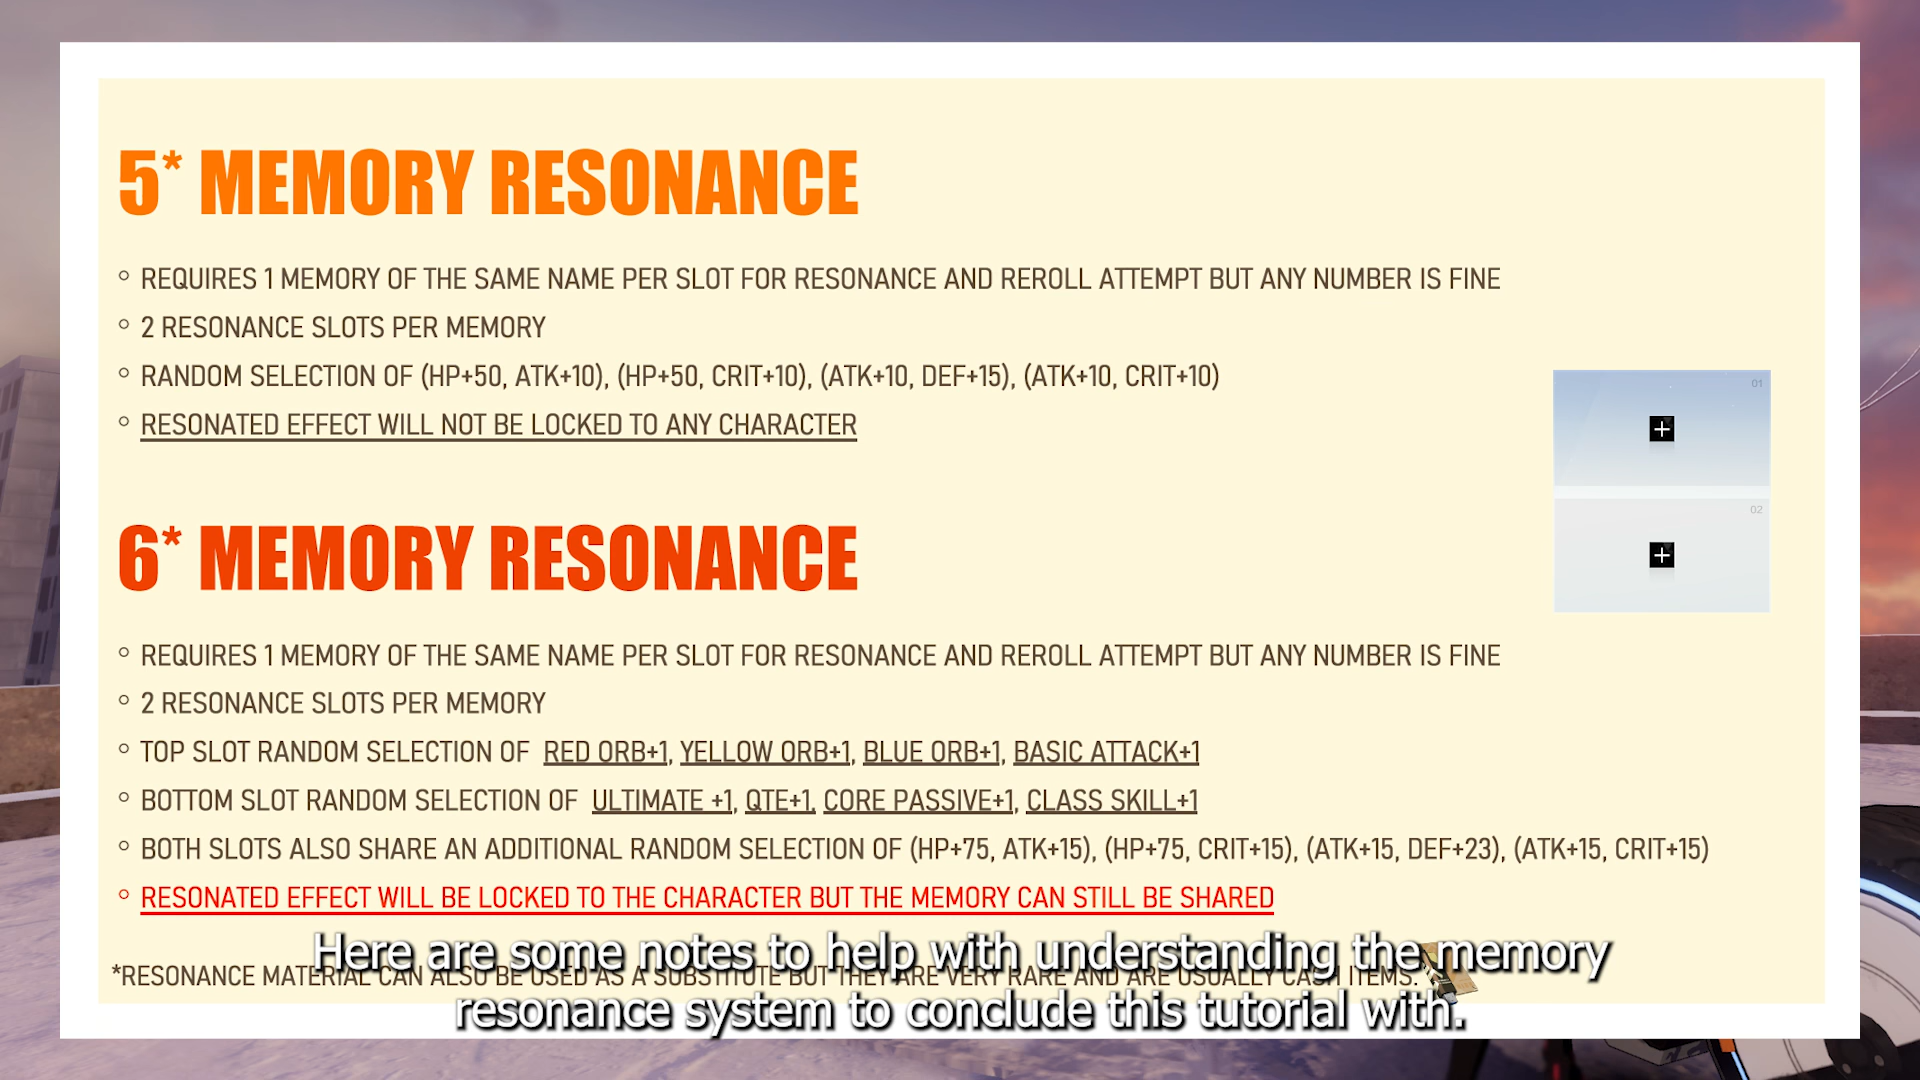 5* MEMORY RESONANCE
REQUIRES 1 MEMORY OF THE SAME NAME PER SLOT FOR RESONANCE AND REROLL ATTEMPT BUT ANY NUMBER IS FINE
2 RESONANCE SLOTS PER MEMORY
RANDOM SELECTION OF (HP+50, ATK+10), (HP+50, CRIT+10), (ATK+10, DEF+15), (ATK+10, CRIT+10)
RESONATED EFFECT WILL NOT BE LOCKED TO ANY CHARACTER
01
02
6* MEMORY RESONANCE
REQUIRES 1 MEMORY OF THE SAME NAME PER SLOT FOR RESONANCE AND REROLL ATTEMPT BUT ANY NUMBER IS FINE
2 RESONANCE SLOTS PER MEMORY
TOP SLOT RANDOM SELECTION OF RED ORB+1, YELLOW ORB+1, BLUE ORB+1, BASIC ATTACK+1
BOTTOM SLOT RANDOM SELECTION OF ULTIMATE +1, QTE+1, CORE PASSIVE+1, CLASS SKILL+1
BOTH SLOTS ALSO SHARE AN ADDITIONAL RANDOM SELECTION OF (HP+75, ATK+15), (HP+75, CRIT+15), (ATK+15, DEF+23), (ATK+15, CRIT+15)
RESONATED EFFECT WILL BE LOCKED TO THE CHARACTER BUT THE MEMORY CAN STILL BE SHARED
*RESONANCE MATERIAL CAN ALSO BE USED AS A SUBSTITUTE BUT THEY ARE VERY RARE AND ARE USUALLY CASH ITEMS.
Here are some notes to help with understanding the memory
resonance system to conclude this tutorial with.